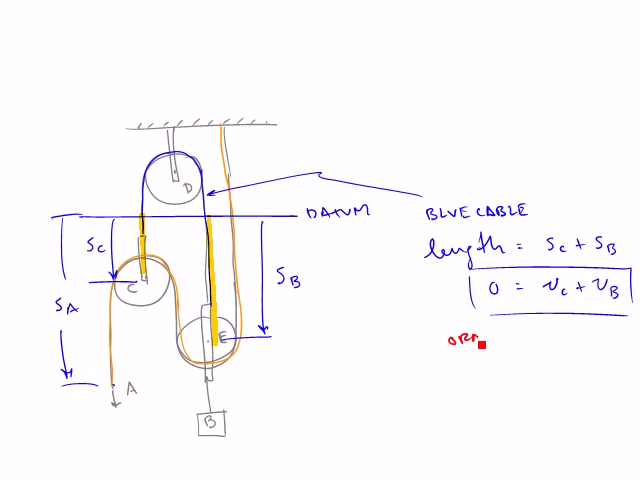 D
DATUM
BLUE CABLE
Sc
length = Sc + SB
SB
0 = vc + vB
C
SA
E
A
B